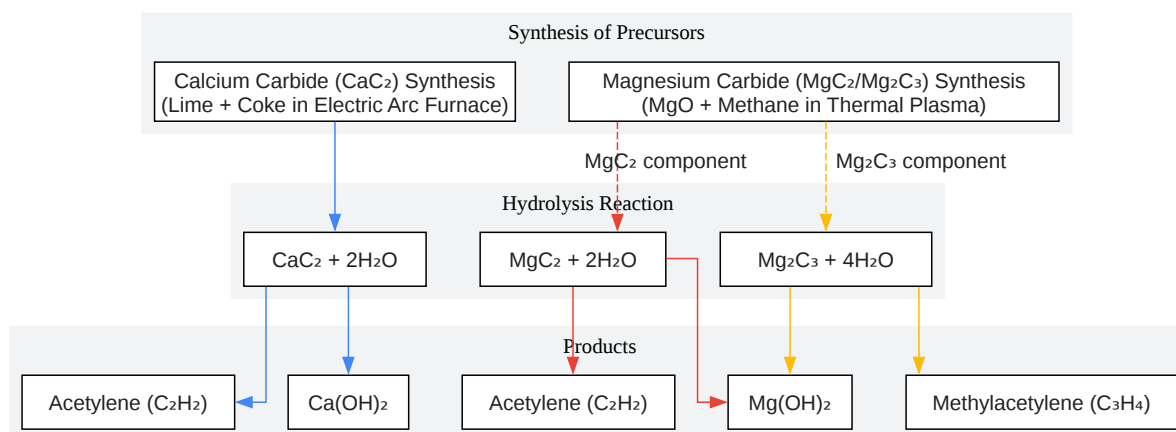 Synthesis of Precursors
Calcium Carbide (CaC₂) Synthesis
(Lime + Coke in Electric Arc Furnace)
Magnesium Carbide (MgC₂/Mg₂C₃) Synthesis
(MgO + Methane in Thermal Plasma)
MgC₂ component
Mg₂C₃ component
Hydrolysis Reaction
CaC₂ + 2H₂O
MgC₂ + 2H₂O
Mg₂C₃ + 4H₂O
Products
Acetylene (C₂H₂)
Ca(OH)₂
Acetylene (C₂H₂)
Mg(OH)₂
Methylacetylene (C₃H₄)